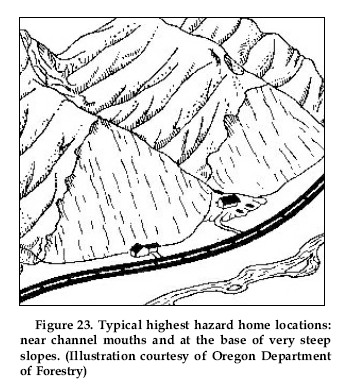 Figure 23. Typical highest hazard home locations:
near channel mouths and at the base of very steep
slopes. (Illustration courtesy of Oregon Department
of Forestry)